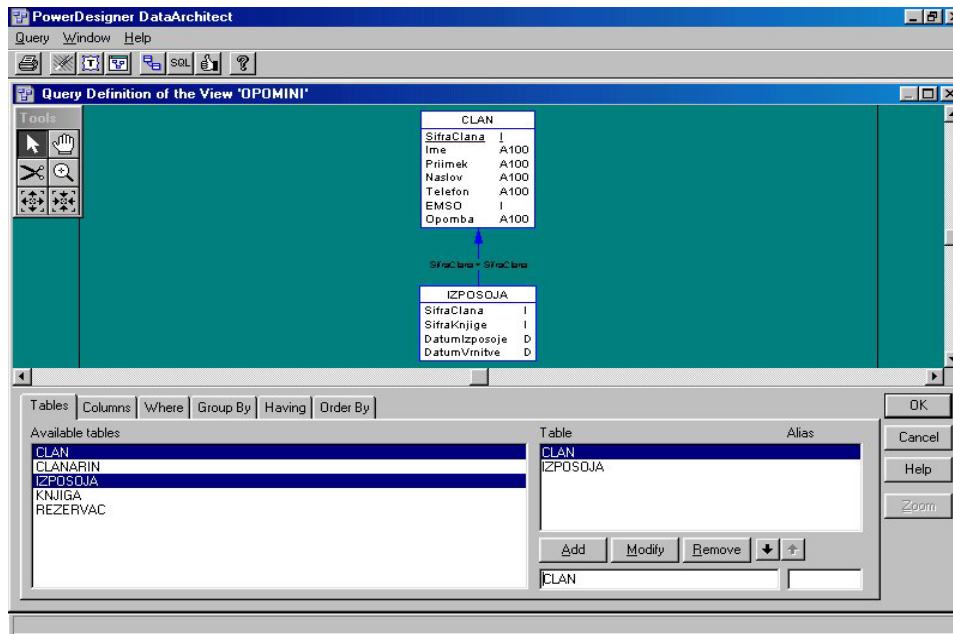 PowerDesigner DataArchitect
Query Window Help
SQL ?
Query Definition of the View 'OPOMINI'
Tools
CLAN
SifraClana I
Ime A100
Priimek A100
Naslov A100
Telefon A100
EMSO I
Opomba A100
SifraClana = SifraClana
IZPOSOJA
SifraClana I
SifraKnjige I
DatumIzposoje D
DatumVrnitve D
Tables Columns Where Group By Having Order By
OK
Available tables
Table Alias
Cancel
CLAN
CLANARIN
IZPOSOJA
KNJIGA
REZERVAC
CLAN
IZPOSOJA
Help
Zoom
Add Modify Remove
CLAN